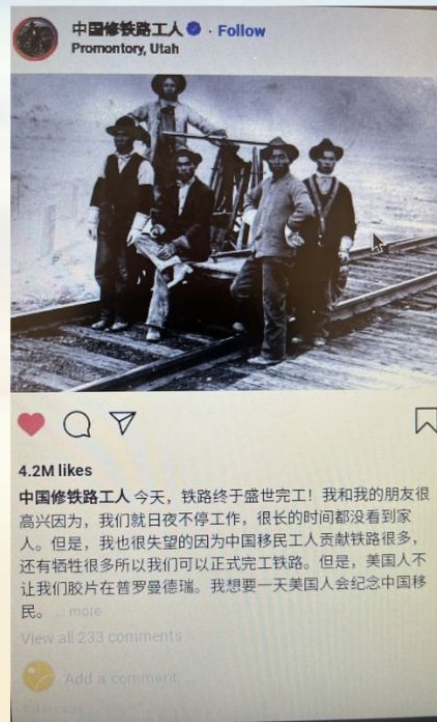 中国修铁路工人 · Follow
Promontory, Utah
4.2M likes
中国修铁路工人 今天，铁路终于盛世完工！我和我的朋友很
高兴因为，我们就日夜不停工作，很长的时间都没看到家
人。但是，我也很失望的因为中国移民工人贡献铁路很多，
还有牺牲很多所以我们可以正式完工铁路。但是，美国人不
让我们胶片在普罗曼德瑞。我想要一天美国人会纪念中国移
民。 ... more
View all 233 comments
Add a comment...